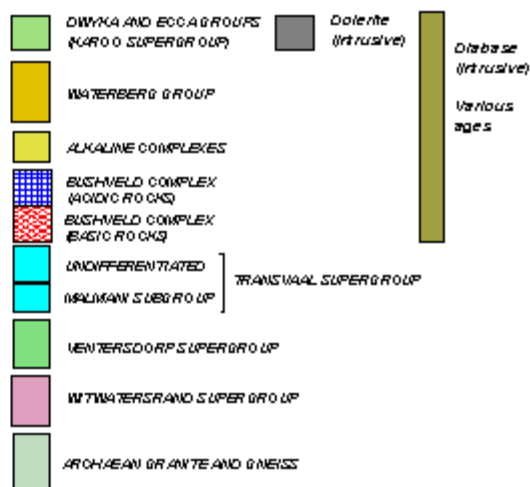 DWYKA AND ECCA GROUPS
(KAROO SUPERGROUP)
Dolerite
(Intrusive)
Diabase
(Intrusive)
Various
ages
WATERBERG GROUP
ALKALINE COMPLEXES
BUSHVELD COMPLEX
(ACIDIC ROCKS)
BUSHVELD COMPLEX
(BASIC ROCKS)
UNDIFFERENTIATED
TRANSVAAL SUPERGROUP
MALMANI SUBGROUP
VENTERSDORP SUPERGROUP
WITWATERSRAND SUPERGROUP
ARCHAEAN GRANITE AND GNEISS